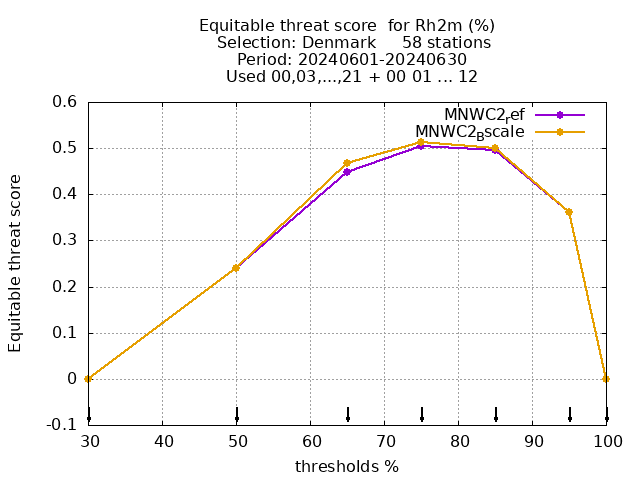 Equitable threat score  for Rh2m (%)
Selection: Denmark     58 stations
Period: 20240601-20240630
Used 00,03,...,21 + 00 01 ... 12
MNWC2_ref
MNWC2_Bscale
0.6
0.5
0.4
0.3
0.2
0.1
0
-0.1
Equitable threat score
30 40 50 60 70 80 90 100
thresholds %